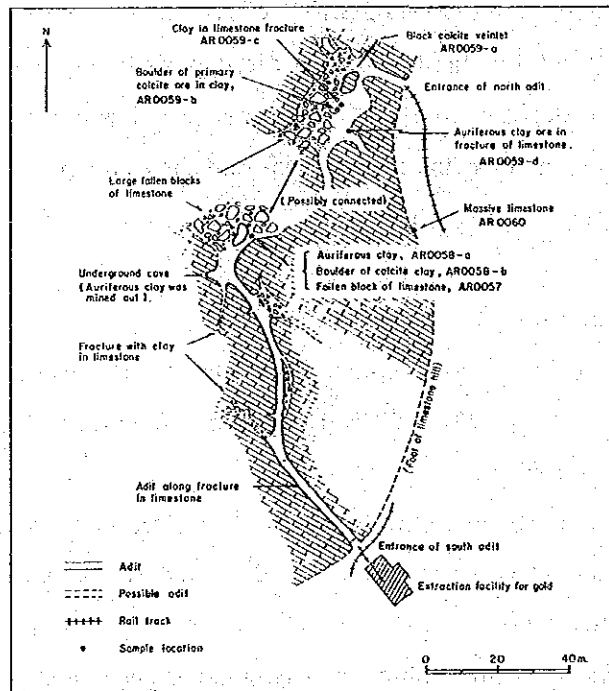 N
Clay in limestone fracture
AR0059-c
Black calcite veinlet
AR0059-a
Boulder of primary
calcite ore in clay,
AR0059-b
Entrance of north adit.
Auriferous clay ore in
fracture of limestone.
AR0059-d
Large fallen blocks
of limestone
(Possibly connected)
Massive limestone
AR0060
Auriferous clay, AR0058-a
Boulder of calcite clay, AR0058-b
Fallen block of limestone, AR0057
Underground cave
(Auriferous clay was
mined out).
Fracture with clay
in limestone
(Foot of limestone hill)
Adit along fracture
in limestone
Entrance of south adit
Extraction facility for gold
Adit
Possible adit
Rail track
Sample location
0 20 40 m.